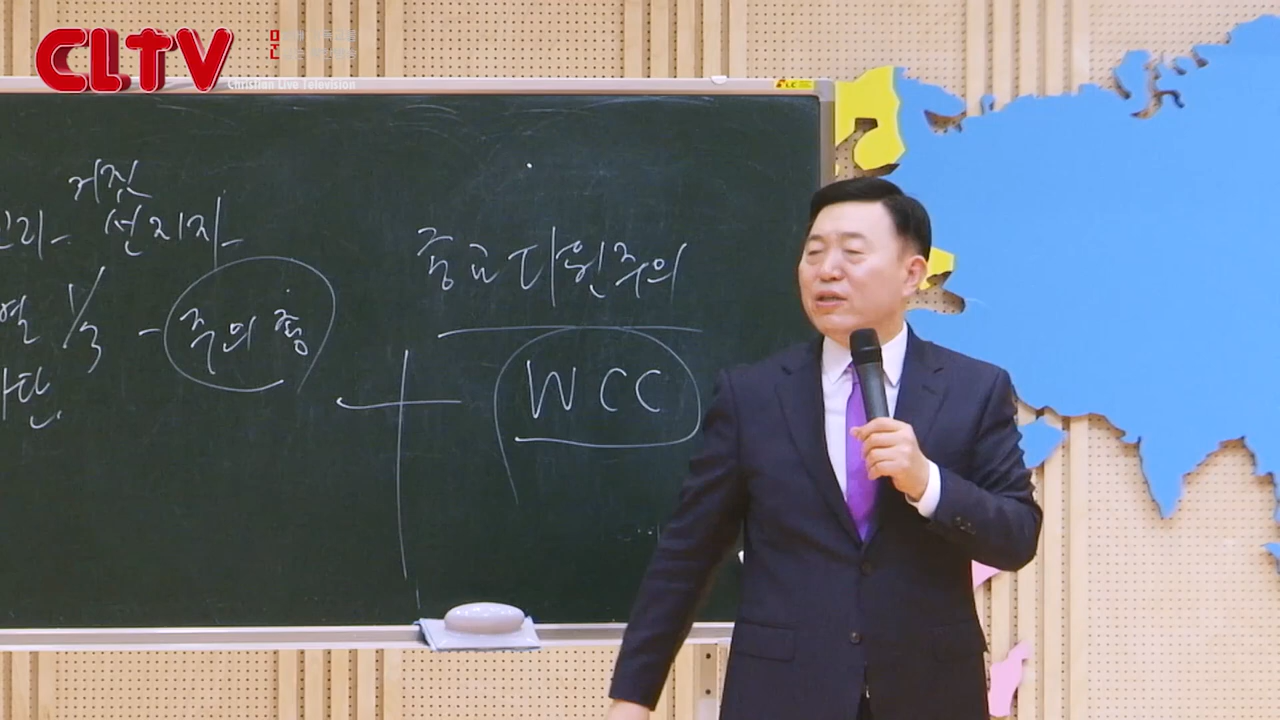 CLTV
Christian Live Television
LC
거짓
선지자
1/3 - 주의 종
종교다원주의
WCC